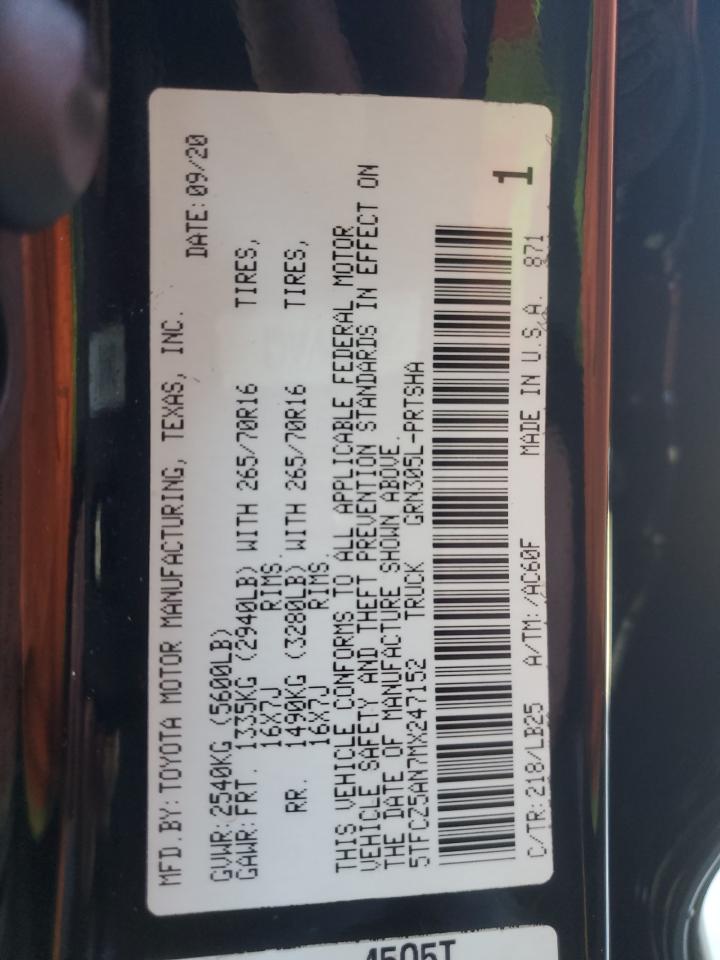 MFD.BY:TOYOTA MOTOR MANUFACTURING, TEXAS, INC.
DATE:09/20
GVWR:2540KG (5600LB)
GAWR:FRT. 1335KG (2940LB) WITH 265/70R16 TIRES,
16X7J RIMS.
RR. 1490KG (3280LB) WITH 265/70R16 TIRES,
16X7J RIMS.
THIS VEHICLE CONFORMS TO ALL APPLICABLE FEDERAL MOTOR
VEHICLE SAFETY AND THEFT PREVENTION STANDARDS IN EFFECT ON
THE DATE OF MANUFACTURE SHOWN ABOVE.
5TFCZ5AN7MX247152 TRUCK GRN305L-PRTSHA
1
C/TR:218/LB25 A/TM:/AC60F MADE IN U.S.A. 871